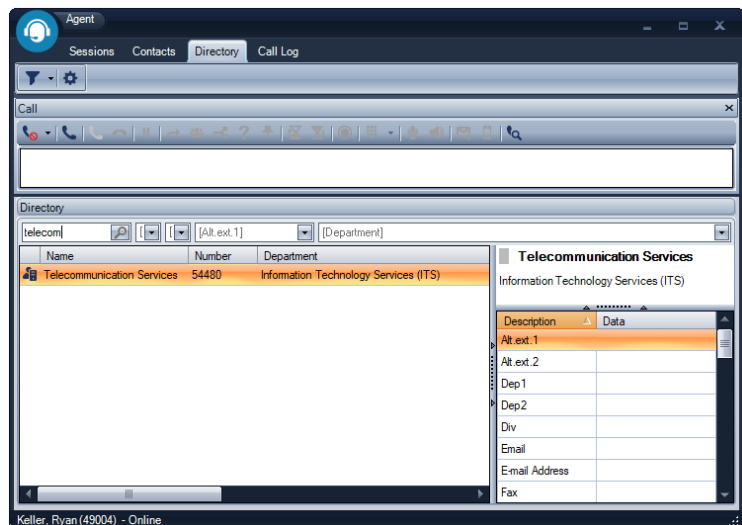 Agent
Sessions Contacts Directory Call Log
Call
Directory
telecom [ [ [Alt.ext.1] [Department]
Name Number Department
Telecommunication Services 54480 Information Technology Services (ITS)
Telecommunication Services
Information Technology Services (ITS)
Description Data
Alt.ext.1
Alt.ext.2
Dep1
Dep2
Div
Email
E-mail Address
Fax
Keller, Ryan (49004) - Online